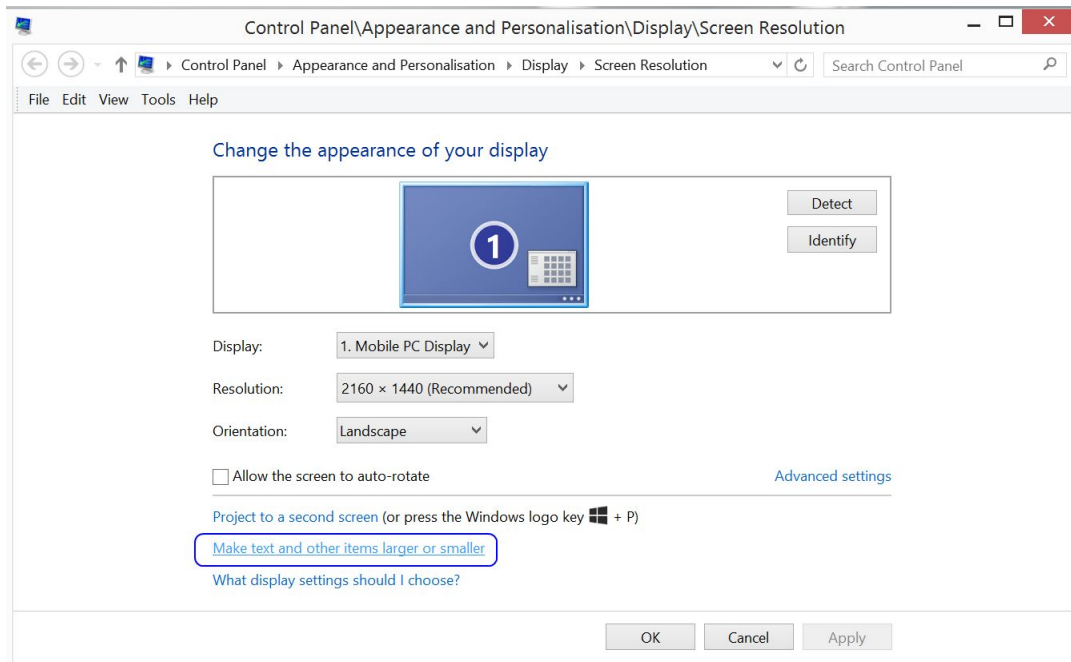 Control Panel\Appearance and Personalisation\Display\Screen Resolution
Control Panel Appearance and Personalisation Display Screen Resolution Search Control Panel
File Edit View Tools Help
Change the appearance of your display
1
Detect
Identify
Display: 1. Mobile PC Display
Resolution: 2160 × 1440 (Recommended)
Orientation: Landscape
Allow the screen to auto-rotate Advanced settings
Project to a second screen (or press the Windows logo key + P)
Make text and other items larger or smaller
What display settings should I choose?
OK Cancel Apply